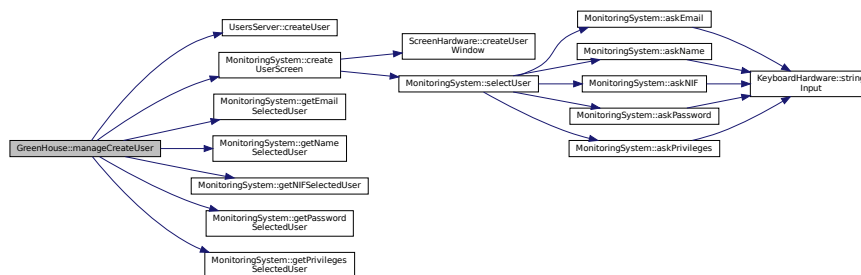 GreenHouse::manageCreateUser
UsersServer::createUser
MonitoringSystem::create
UserScreen
MonitoringSystem::getEmail
SelectedUser
MonitoringSystem::getName
SelectedUser
MonitoringSystem::getNIFSelectedUser
MonitoringSystem::getPassword
SelectedUser
MonitoringSystem::getPrivileges
SelectedUser
ScreenHardware::createUser
Window
MonitoringSystem::selectUser
MonitoringSystem::askEmail
MonitoringSystem::askName
MonitoringSystem::askNIF
MonitoringSystem::askPassword
MonitoringSystem::askPrivileges
KeyboardHardware::string
Input